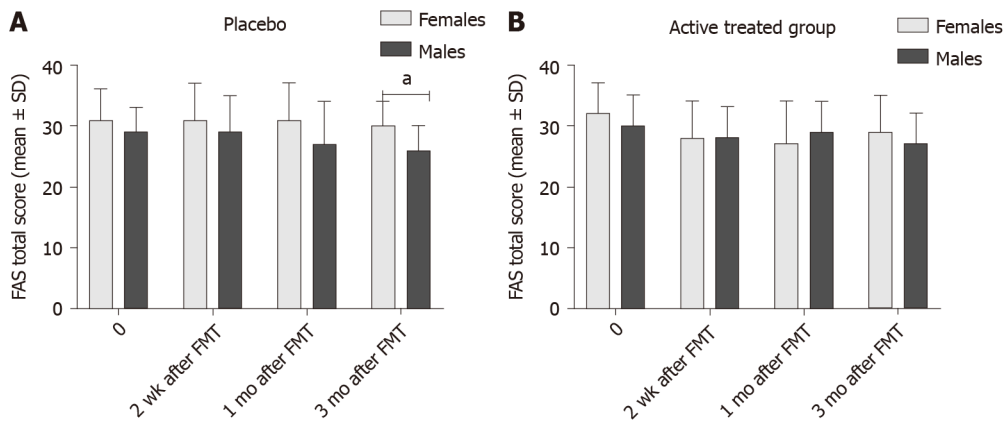 A
Placebo
Females
Males
FAS total score (mean ± SD)
40
30
20
10
0
a
0
2 wk after FMT
1 mo after FMT
3 mo after FMT
B
Active treated group
Females
Males
FAS total score (mean ± SD)
40
30
20
10
0
0
2 wk after FMT
1 mo after FMT
3 mo after FMT